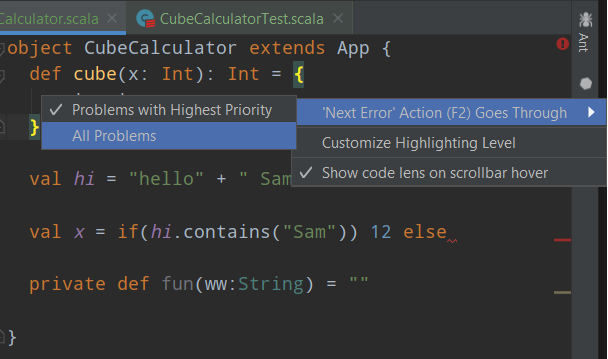 Calculator.scala × CubeCalculatorTest.scala ×
object CubeCalculator extends App {
def cube(x: Int): Int = {
Problems with Highest Priority
All Problems
'Next Error' Action (F2) Goes Through
Customize Highlighting Level
Show code lens on scrollbar hover
}
val hi = "hello" + " Sam
val x = if(hi.contains("Sam")) 12 else
private def fun(ww:String) = ""
}
Ant